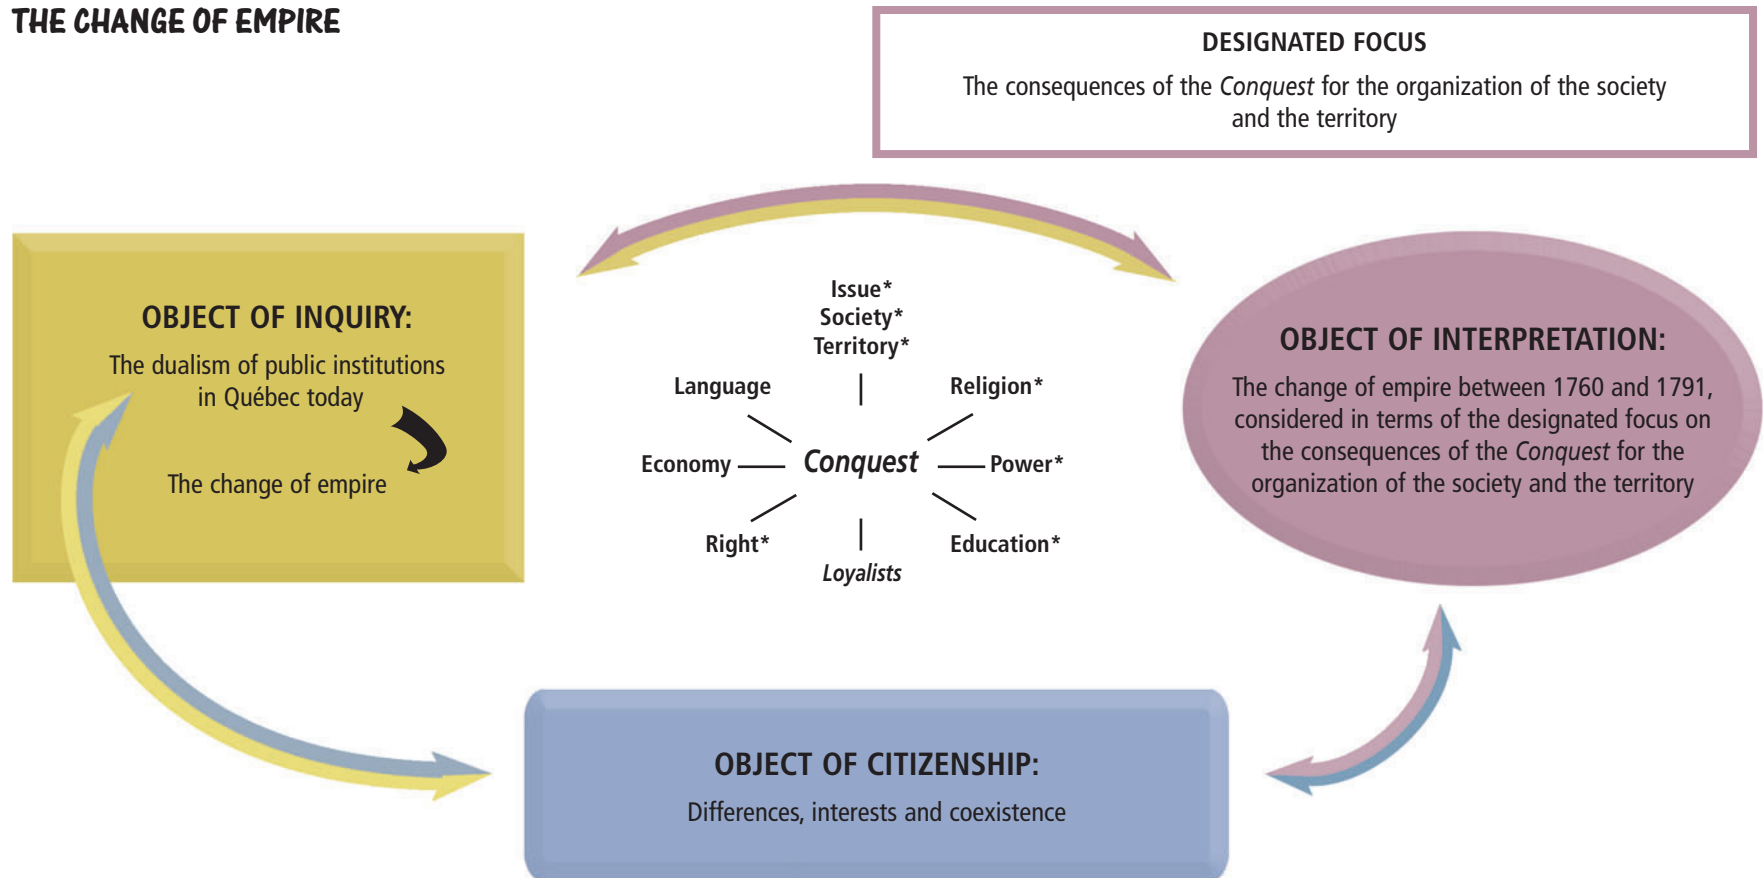 THE CHANGE OF EMPIRE
DESIGNATED FOCUS
The consequences of the Conquest for the organization of the society
and the territory
OBJECT OF INQUIRY:
The dualism of public institutions
in Québec today
The change of empire
Issue*
Society*
Territory*
Language
Religion*
Economy
Conquest
Power*
Right*
Education*
Loyalists
OBJECT OF INTERPRETATION:
The change of empire between 1760 and 1791,
considered in terms of the designated focus on
the consequences of the Conquest for the
organization of the society and the territory
OBJECT OF CITIZENSHIP:
Differences, interests and coexistence